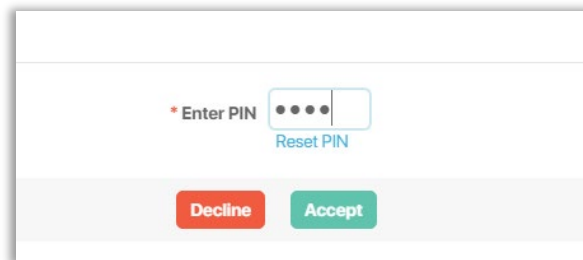 * Enter PIN ••••
Reset PIN
Decline Accept